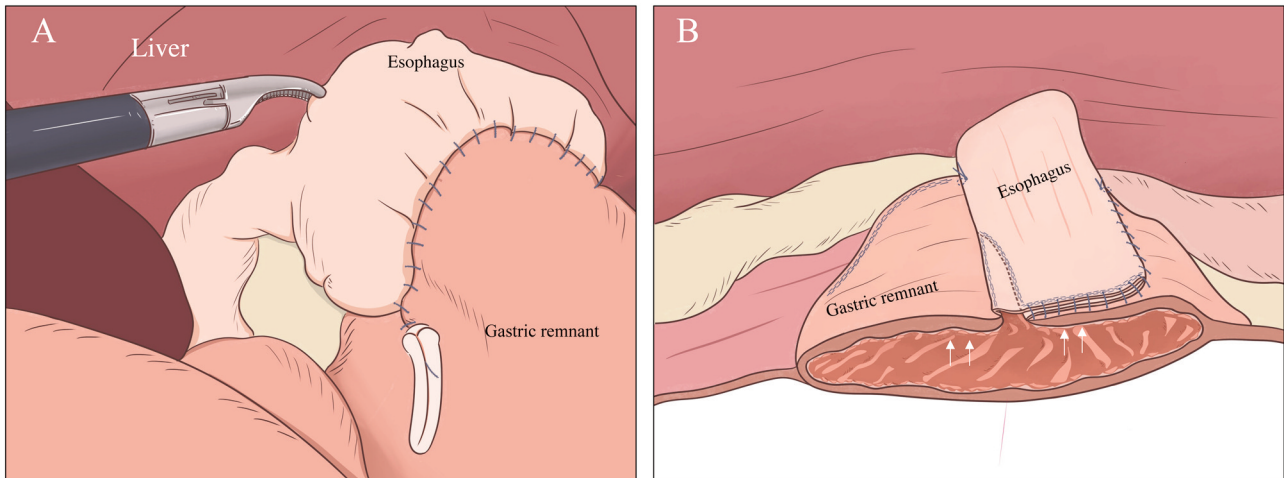 A
Liver
Esophagus
Gastric remnant
B
Esophagus
Gastric remnant